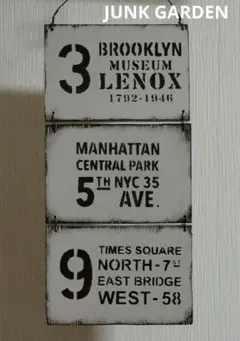 JUNK GARDEN
3 BROOKLYN
MUSEUM
LENOX
1792-1946
MANHATTAN
CENTRAL PARK
5TH NYC 35
AVE.
9 TIMES SQUARE
NORTH-7ST
EAST BRIDGE
WEST-58